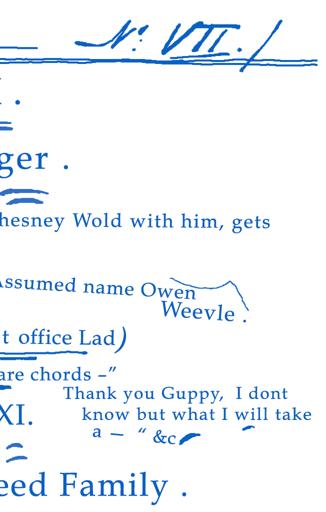 No. VII./
.
ger .
hesney Wold with him, gets
Assumed name Owen
Weevle .
t office Lad)
are chords –"
Thank you Guppy, I dont
XI. know but what I will take
a – " &c
eed Family .